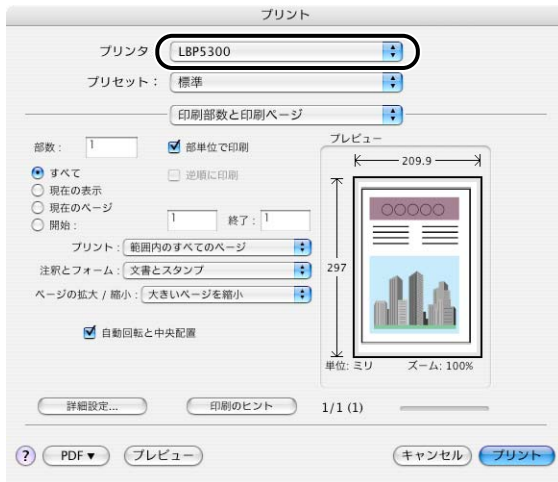 プリント
プリンタ LBP5300
プリセット： 標準
印刷部数と印刷ページ
部数： 1 部単位で印刷
すべて 逆順に印刷
現在の表示
現在のページ
開始： 1 終了： 1
プリント： 範囲内のすべてのページ
注釈とフォーム： 文書とスタンプ
ページの拡大 / 縮小： 大きいページを縮小
自動回転と中央配置
プレビュー
209.9
297
単位: ミリ ズーム: 100%
詳細設定... 印刷のヒント 1/1 (1)
? PDF▼ プレビュー キャンセル プリント